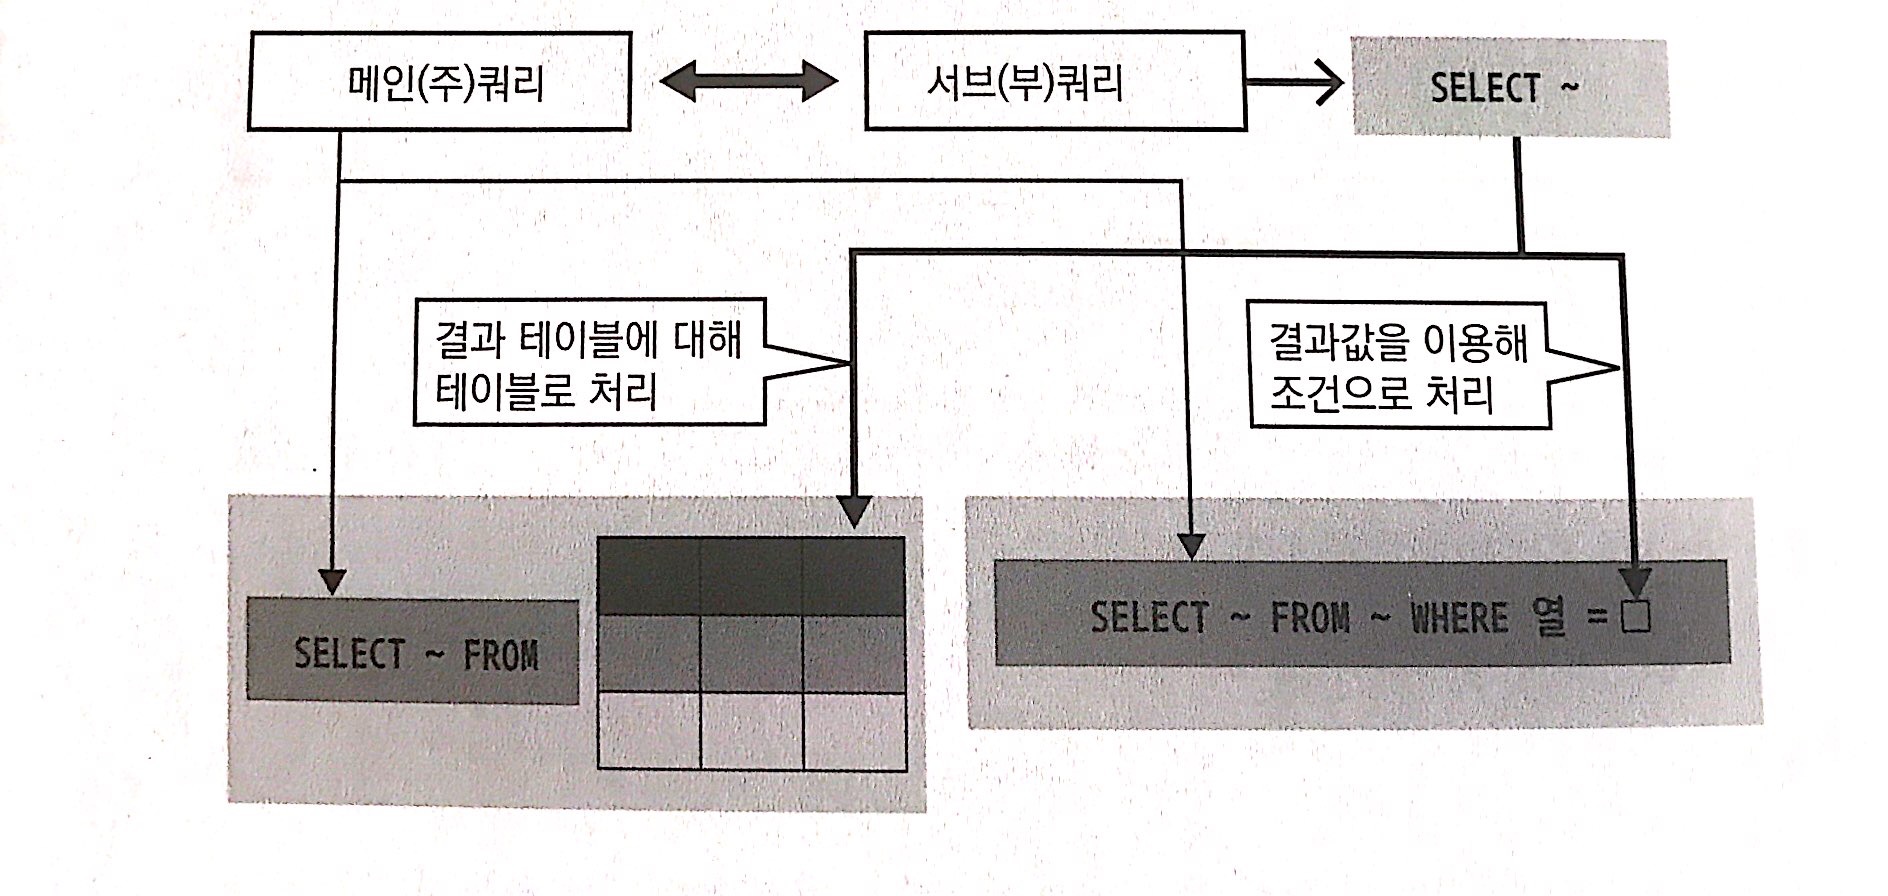 메인(주)쿼리
서브(부)쿼리
SELECT ~
결과 테이블에 대해
테이블로 처리
결과값을 이용해
조건으로 처리
SELECT ~ FROM
SELECT ~ FROM ~ WHERE 열 = □